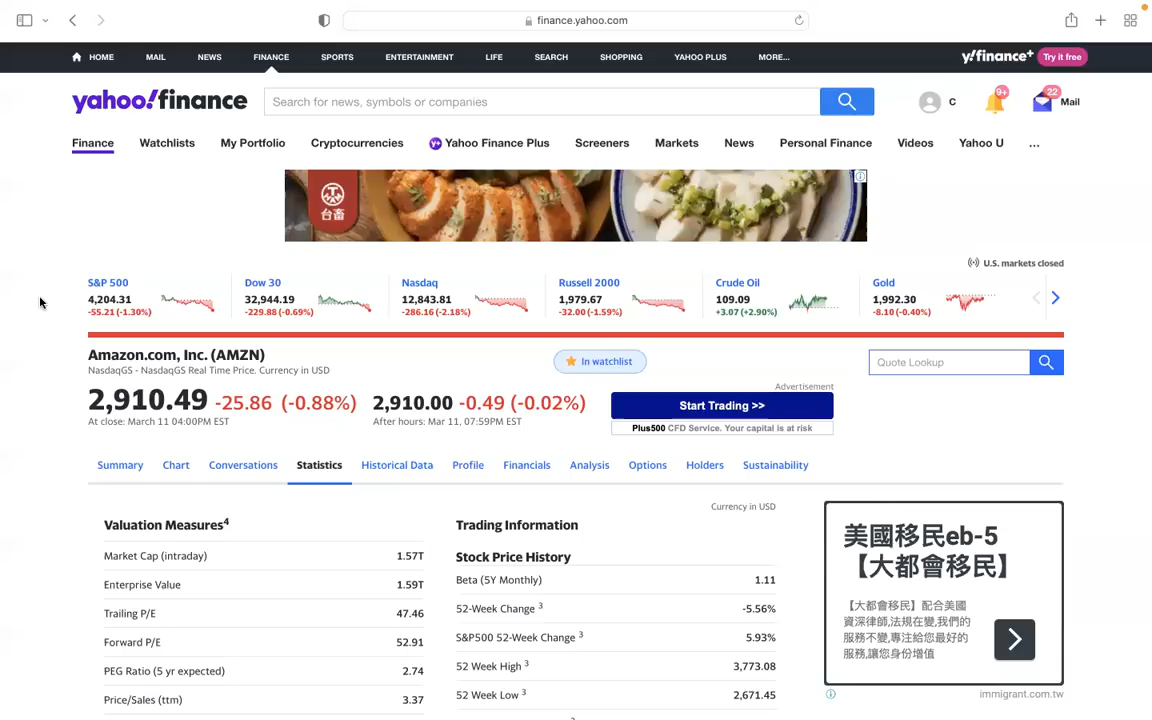 finance.yahoo.com
HOME MAIL NEWS FINANCE SPORTS ENTERTAINMENT LIFE SEARCH SHOPPING YAHOO PLUS MORE... y!finance+ Try it free
yahoo!finance Search for news, symbols or companies C 9+ 22 Mail
Finance Watchlists My Portfolio Cryptocurrencies Y+ Yahoo Finance Plus Screeners Markets News Personal Finance Videos Yahoo U ...
台畜
U.S. markets closed
S&P 500 Dow 30 Nasdaq Russell 2000 Crude Oil Gold
4,204.31 32,944.19 12,843.81 1,979.67 109.09 1,992.30
-55.21 (-1.30%) -229.88 (-0.69%) -286.16 (-2.18%) -32.00 (-1.59%) +3.07 (+2.90%) -8.10 (-0.40%)
Amazon.com, Inc. (AMZN)
NasdaqGS - NasdaqGS Real Time Price. Currency in USD
In watchlist
Quote Lookup
2,910.49 -25.86 (-0.88%) 2,910.00 -0.49 (-0.02%)
At close: March 11 04:00PM EST After hours: Mar 11, 07:59PM EST
Advertisement
Start Trading >>
Plus500 CFD Service. Your capital is at risk
Summary Chart Conversations Statistics Historical Data Profile Financials Analysis Options Holders Sustainability
Currency in USD
Valuation Measures4
Market Cap (intraday) 1.57T
Enterprise Value 1.59T
Trailing P/E 47.46
Forward P/E 52.91
PEG Ratio (5 yr expected) 2.74
Price/Sales (ttm) 3.37
Trading Information
Stock Price History
Beta (5Y Monthly) 1.11
52-Week Change 3 -5.56%
S&P500 52-Week Change 3 5.93%
52 Week High 3 3,773.08
52 Week Low 3 2,671.45
美國移民eb-5
【大都會移民】
【大都會移民】配合美國
資深律師,法規在變,我們的
服務不變,專注給您最好的
服務,讓您身份增值
immigrant.com.tw